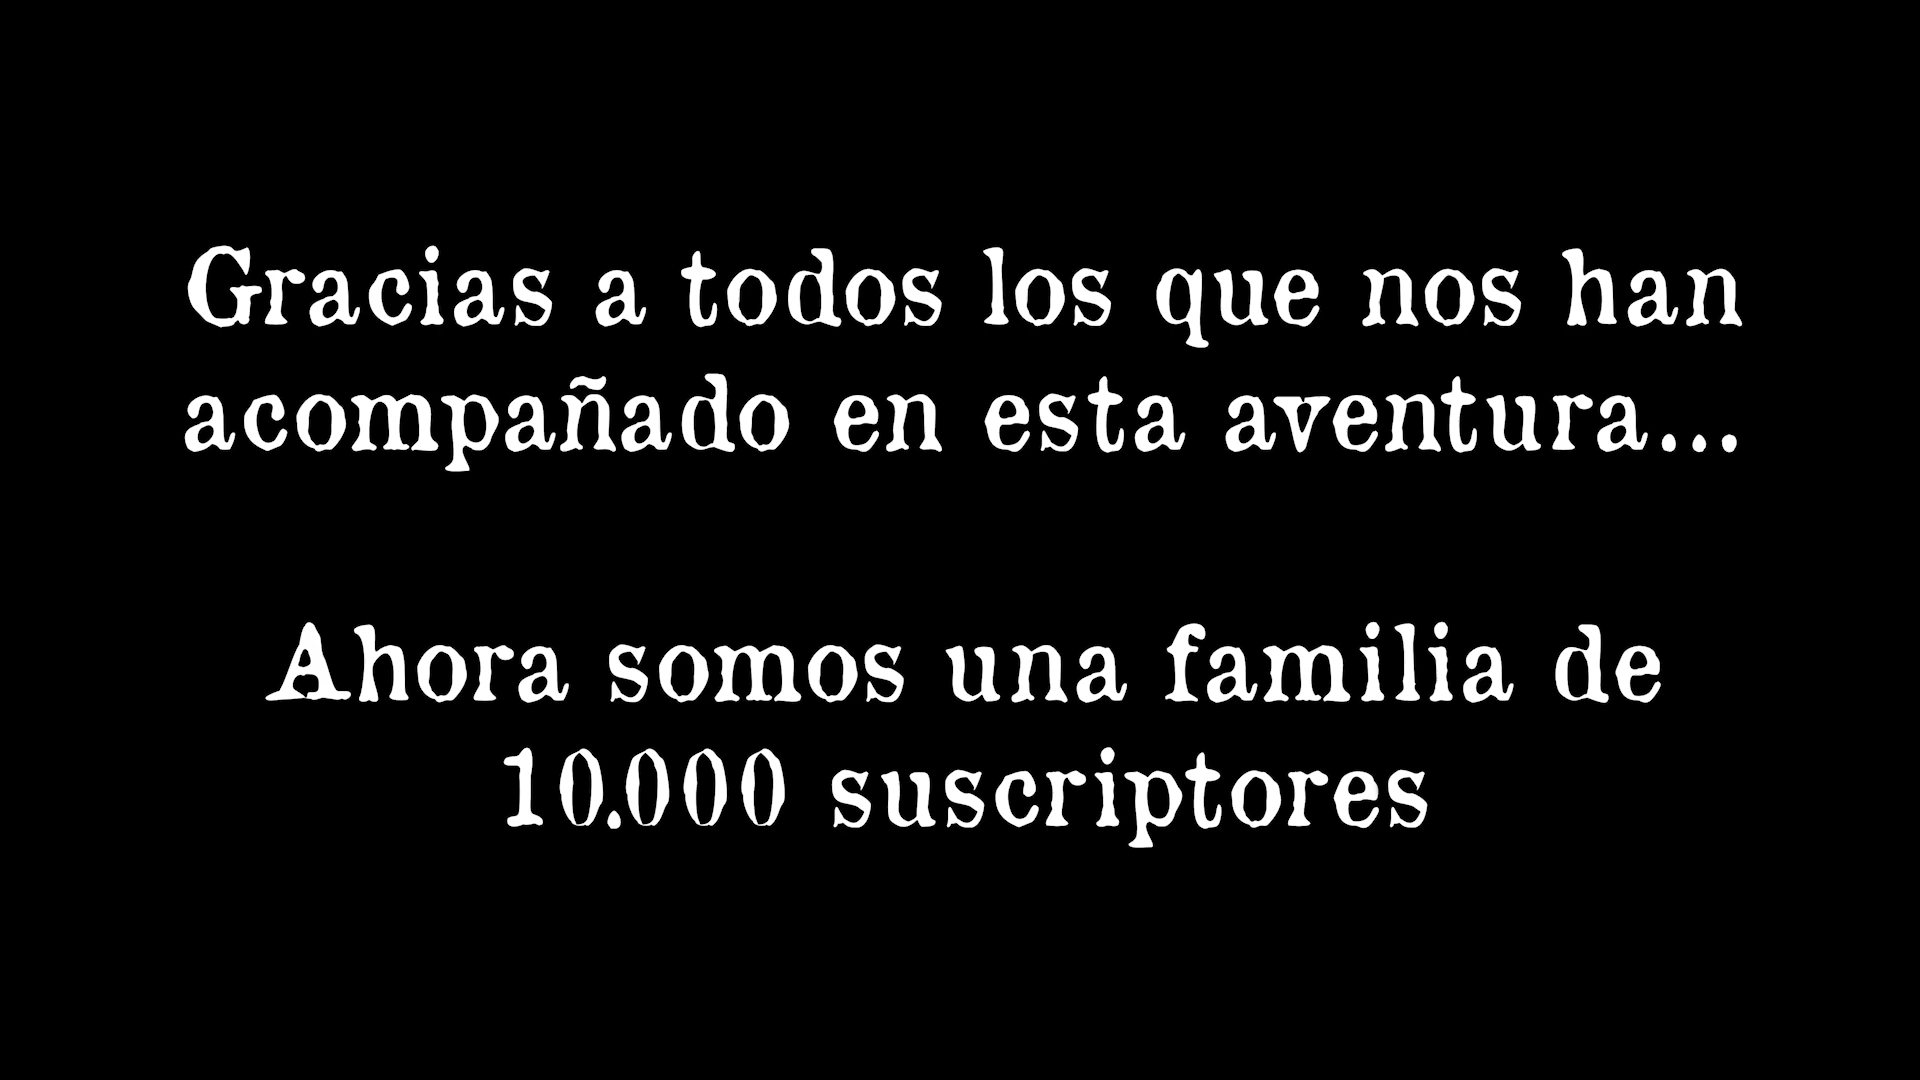 Gracias a todos los que nos han
acompañado en esta aventura...
Ahora somos una familia de
10.000 suscriptores